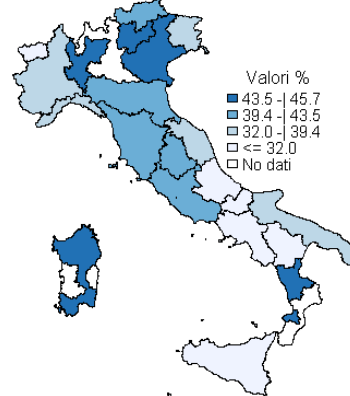 Valori %
43.5 -| 45.7
39.4 -| 43.5
32.0 -| 39.4
<= 32.0
No dati